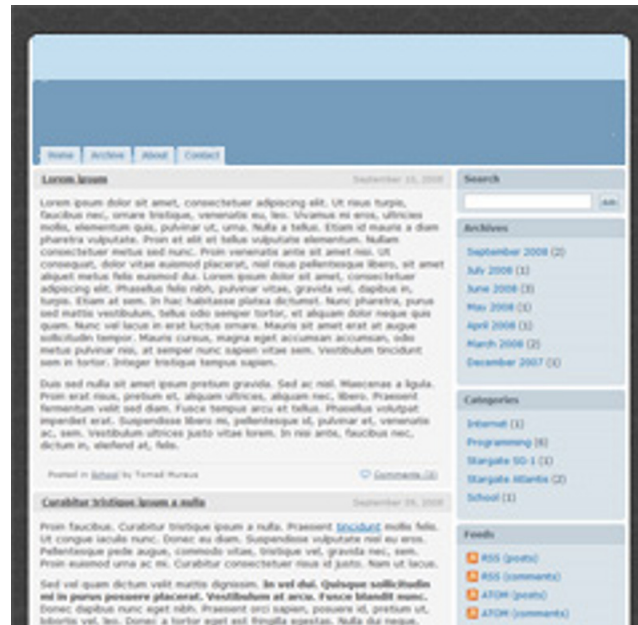 Home Archive About Contact
Lorem ipsum September 10, 2008
Lorem ipsum dolor sit amet, consectetuer adipiscing elit. Ut risus turpis,
faucibus nec, ornare tristique, venenatis eu, leo. Vivamus mi eros, ultricies
mollis, elementum quis, pulvinar ut, urna. Nulla a tellus. Etiam id mauris a diam
pharetra vulputate. Proin et elit et tellus vulputate elementum. Nullam
consectetuer metus sed nunc. Proin venenatis ante sit amet nisi. Ut
consequat, dolor vitae euismod placerat, nisl risus pellentesque libero, sit amet
aliquet metus felis euismod dui. Lorem ipsum dolor sit amet, consectetuer
adipiscing elit. Phasellus felis nibh, pulvinar vitae, gravida vel, dapibus in,
turpis. Etiam at sem. In hac habitasse platea dictumst. Nunc pharetra, purus
sed mattis vestibulum, tellus odio semper tortor, et aliquam dolor neque quis
quam. Nunc vel lacus in erat luctus ornare. Mauris sit amet erat at augue
sollicitudin tempor. Mauris cursus, magna eget accumsan accumsan, odio
metus pulvinar nisi, at semper nunc sapien vitae sem. Vestibulum tincidunt
sem in tortor. Integer tristique tempus sapien.
Duis sed nulla sit amet ipsum pretium gravida. Sed ac nisl. Maecenas a ligula.
Proin erat risus, pretium et, aliquam ultrices, aliquam nec, libero. Praesent
fermentum velit sed diam. Fusce tempus arcu et tellus. Phasellus volutpat
imperdiet erat. Suspendisse libero mi, pellentesque id, pulvinar et, venenatis
ac, sem. Vestibulum ultrices justo vitae lorem. In nisi ante, faucibus nec,
dictum in, eleifend at, felis.
Posted in School by Tomaž Muraus Comments (3)
Curabitur tristique ipsum a nulla September 09, 2008
Proin faucibus. Curabitur tristique ipsum a nulla. Praesent tincidunt mollis felis.
Ut congue iaculis nunc. Donec eu diam. Suspendisse vulputate nisl eu eros.
Pellentesque pede augue, commodo vitae, tristique vel, gravida nec, sem.
Proin euismod urna ac mi. Curabitur consectetuer risus id justo. Nam ut lacus.
Sed vel quam dictum velit mattis dignissim. In vel dui. Quisque sollicitudin
mi in purus posuere placerat. Vestibulum at arcu. Fusce blandit nunc.
Donec dapibus nunc eget nibh. Praesent orci sapien, posuere id, pretium ut,
lobortis vel, leo. Donec a tortor eget est fringilla egestas. Nulla dui neque,
Search
Archives
September 2008 (2)
July 2008 (1)
June 2008 (3)
May 2008 (1)
April 2008 (1)
March 2008 (2)
December 2007 (1)
Categories
Internet (1)
Programming (6)
Stargate SG-1 (1)
Stargate Atlantis (2)
School (1)
Feeds
RSS (posts)
RSS (comments)
ATOM (posts)
ATOM (comments)